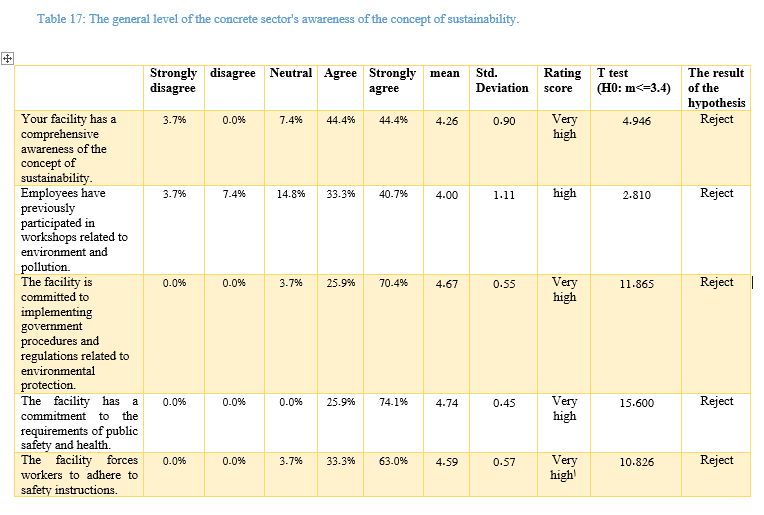 Table 17: The general level of the concrete sector's awareness of the concept of sustainability.
Strongly disagree Neutral Agree Strongly mean Std. Rating T test The result
disagree agree Deviation score (H0: m<=3.4) of the
hypothesis
Your facility has a 3.7% 0.0% 7.4% 44.4% 44.4% 4.26 0.90 Very 4.946 Reject
comprehensive high
awareness of the
concept of
sustainability.
Employees have 3.7% 7.4% 14.8% 33.3% 40.7% 4.00 1.11 high 2.810 Reject
previously
participated in
workshops related to
environment and
pollution.
The facility is 0.0% 0.0% 3.7% 25.9% 70.4% 4.67 0.55 Very 11.865 Reject
committed to high
implementing
government
procedures and
regulations related to
environmental
protection.
The facility has a 0.0% 0.0% 0.0% 25.9% 74.1% 4.74 0.45 Very 15.600 Reject
commitment to the high
requirements of public
safety and health.
The facility forces 0.0% 0.0% 3.7% 33.3% 63.0% 4.59 0.57 Very 10.826 Reject
workers to adhere to high
safety instructions.